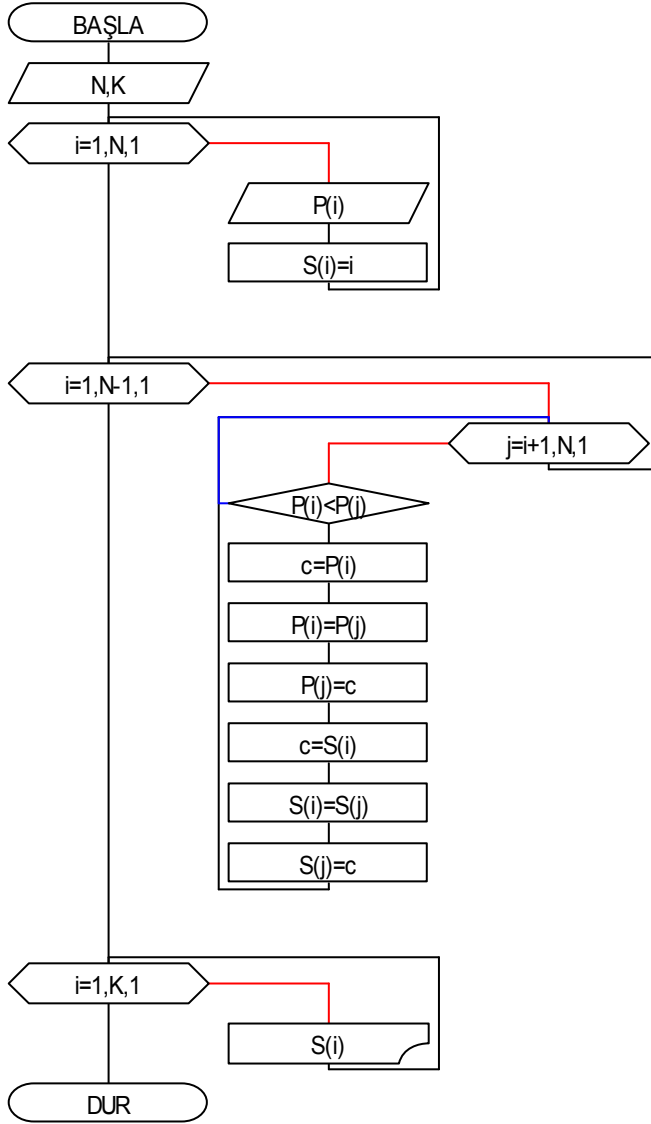 BAŞLA
N,K
i=1,N,1
P(i)
S(i)=i
i=1,N-1,1
j=i+1,N,1
P(i)<P(j)
c=P(i)
P(i)=P(j)
P(j)=c
c=S(i)
S(i)=S(j)
S(j)=c
i=1,K,1
S(i)
DUR